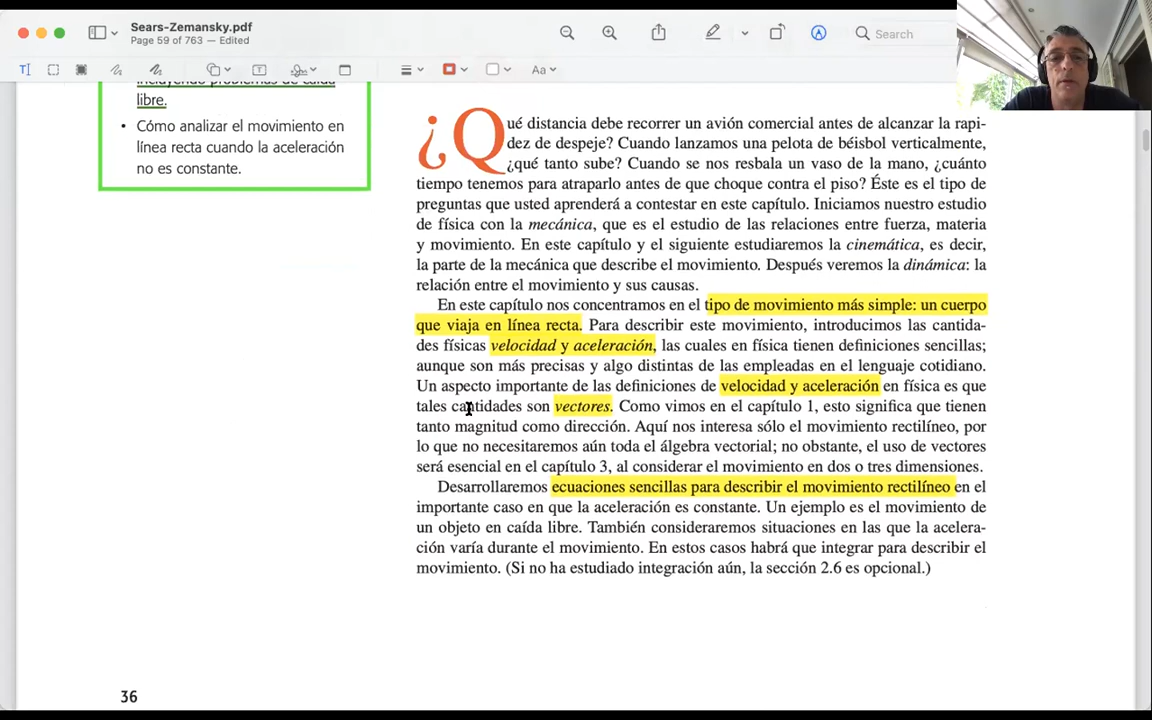 Sears-Zemansky.pdf
Page 59 of 763 — Edited
Search
Aa
incluyendo problemas de caída
libre.
• Cómo analizar el movimiento en
línea recta cuando la aceleración
no es constante.
¿Qué distancia debe recorrer un avión comercial antes de alcanzar la rapi-
dez de despeje? Cuando lanzamos una pelota de béisbol verticalmente,
¿qué tanto sube? Cuando se nos resbala un vaso de la mano, ¿cuánto
tiempo tenemos para atraparlo antes de que choque contra el piso? Éste es el tipo de
preguntas que usted aprenderá a contestar en este capítulo. Iniciamos nuestro estudio
de física con la mecánica, que es el estudio de las relaciones entre fuerza, materia
y movimiento. En este capítulo y el siguiente estudiaremos la cinemática, es decir,
la parte de la mecánica que describe el movimiento. Después veremos la dinámica: la
relación entre el movimiento y sus causas.
En este capítulo nos concentramos en el tipo de movimiento más simple: un cuerpo
que viaja en línea recta. Para describir este movimiento, introducimos las cantida-
des físicas velocidad y aceleración, las cuales en física tienen definiciones sencillas;
aunque son más precisas y algo distintas de las empleadas en el lenguaje cotidiano.
Un aspecto importante de las definiciones de velocidad y aceleración en física es que
tales cantidades son vectores. Como vimos en el capítulo 1, esto significa que tienen
tanto magnitud como dirección. Aquí nos interesa sólo el movimiento rectilíneo, por
lo que no necesitaremos aún toda el álgebra vectorial; no obstante, el uso de vectores
será esencial en el capítulo 3, al considerar el movimiento en dos o tres dimensiones.
Desarrollaremos ecuaciones sencillas para describir el movimiento rectilíneo en el
importante caso en que la aceleración es constante. Un ejemplo es el movimiento de
un objeto en caída libre. También consideraremos situaciones en las que la acelera-
ción varía durante el movimiento. En estos casos habrá que integrar para describir el
movimiento. (Si no ha estudiado integración aún, la sección 2.6 es opcional.)
36